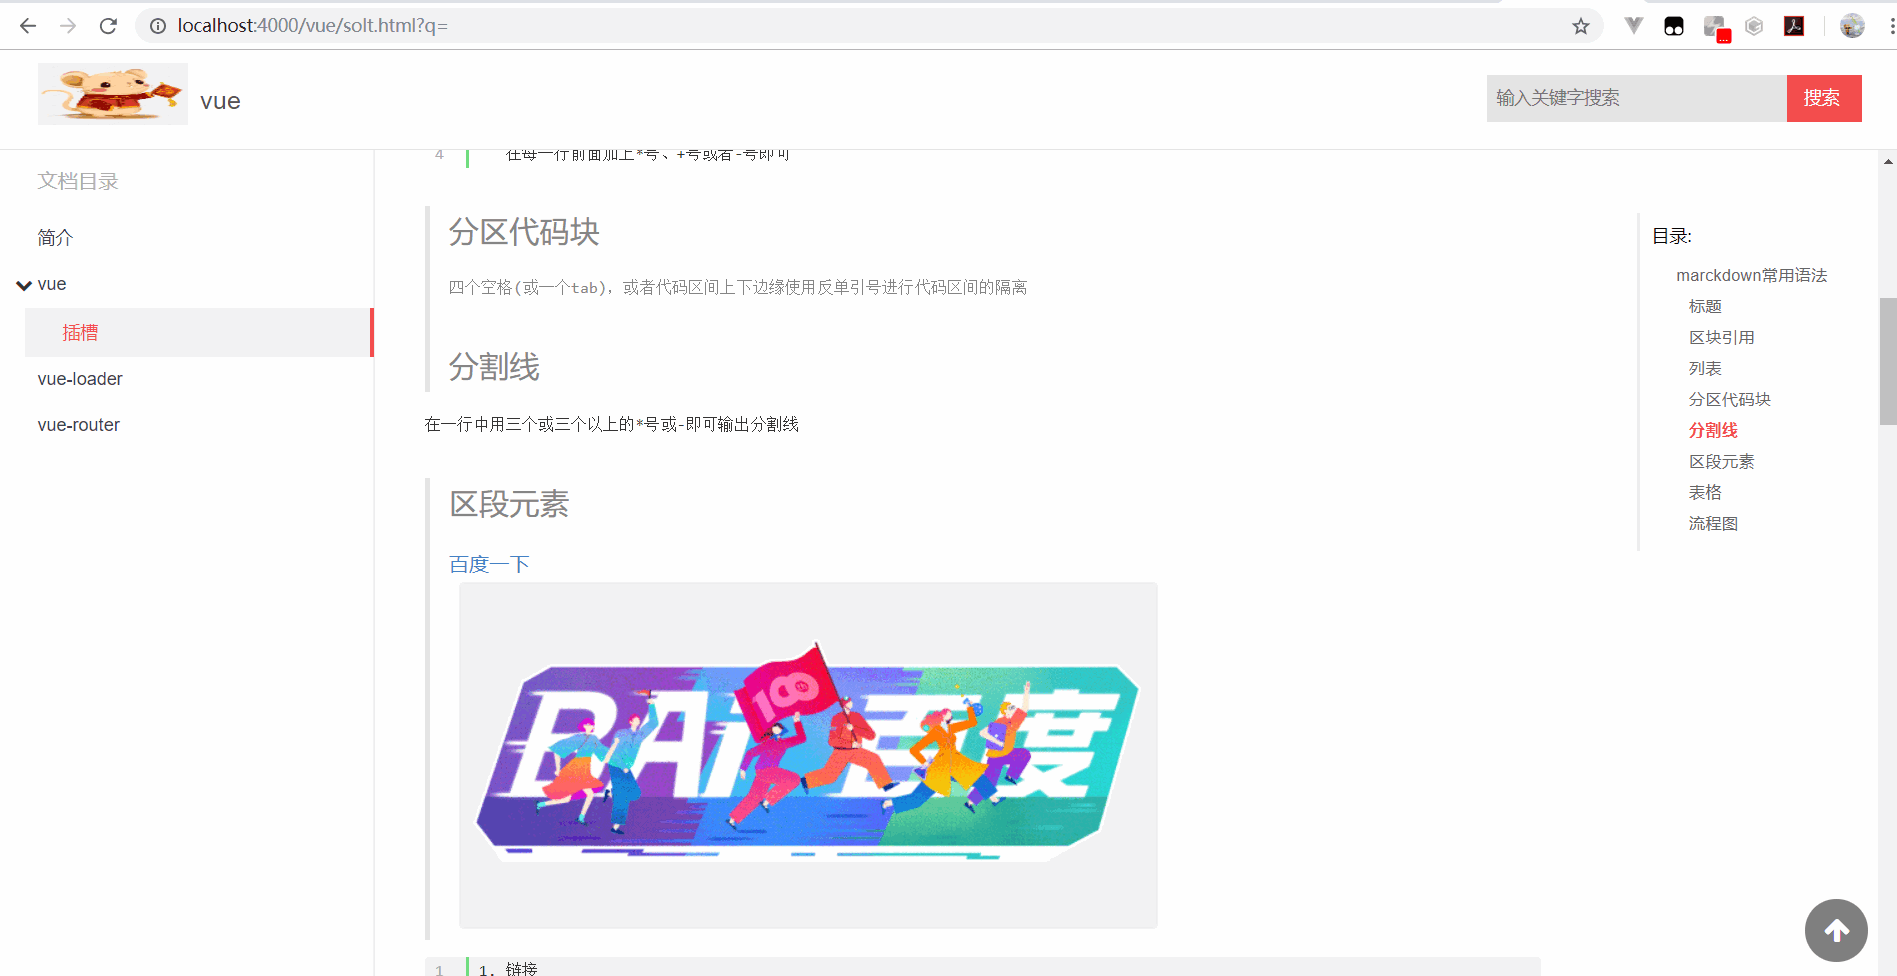 localhost:4000/vue/solt.html?q=
vue
输入关键字搜索
搜索
文档目录
简介
vue
插槽
vue-loader
vue-router
4 在每一行前面加上*号、+号或者-号即可
分区代码块
四个空格(或一个tab)，或者代码区间上下边缘使用反单引号进行代码区间的隔离
分割线
在一行中用三个或三个以上的*号或-即可输出分割线
区段元素
百度一下
100
BAI 百度
1 1. 链接
目录:
marckdown常用语法
标题
区块引用
列表
分区代码块
分割线
区段元素
表格
流程图